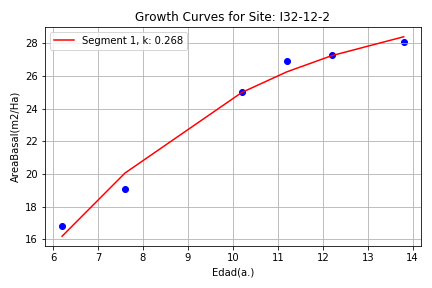 Growth Curves for Site: I32-12-2
Segment 1, k: 0.268
AreaBasal(m2/Ha)
28
26
24
22
20
18
16
6 7 8 9 10 11 12 13 14
Edad(a.)